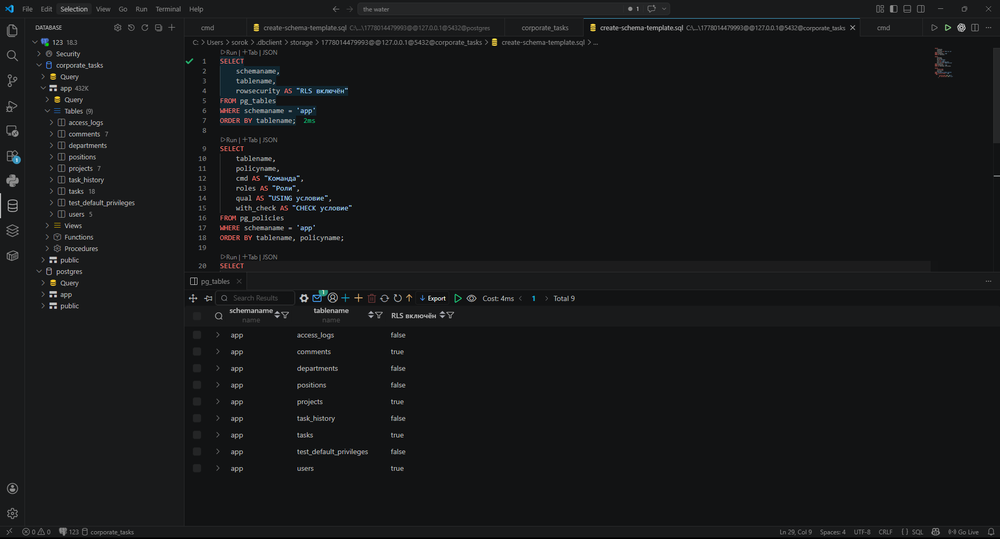 File Edit Selection View Go Run Terminal Help
the water
1
DATABASE
cmd
create-schema-template.sql C:\...\1778014479993@@127.0.0.1@5432@postgres
corporate_tasks
create-schema-template.sql C:\...\1778014479993@@127.0.0.1@5432@corporate_tasks
cmd
C: > Users > sorok > .dbclient > storage > 1778014479993@@127.0.0.1@5432@corporate_tasks > create-schema-template.sql > ...
123 18.3
Security
corporate_tasks
Query
app 432K
Query
Tables (9)
access_logs
comments 7
departments
positions
projects 7
task_history
tasks 18
test_default_privileges
users 5
Views
Functions
Procedures
public
postgres
Query
app
public
1
Run | Tab | JSON
1 SELECT
2 schemaname,
3 tablename,
4 rowsecurity AS "RLS включён"
5 FROM pg_tables
6 WHERE schemaname = 'app'
7 ORDER BY tablename; 2ms
8
Run | Tab | JSON
9 SELECT
10 tablename,
11 policyname,
12 cmd AS "Команда",
13 roles AS "Роли",
14 qual AS "USING условие",
15 with_check AS "CHECK условие"
16 FROM pg_policies
17 WHERE schemaname = 'app'
18 ORDER BY tablename, policyname;
19
Run | Tab | JSON
20 SELECT
pg_tables
Search Results
1
Export
Cost: 4ms < 1 > Total 9
schemaname tablename RLS включён
name name
app access_logs false
app comments true
app departments false
app positions false
app projects true
app task_history false
app tasks true
app test_default_privileges false
app users true
0 0 123 corporate_tasks
Ln 29, Col 9 Spaces: 4 UTF-8 CRLF { } SQL Go Live